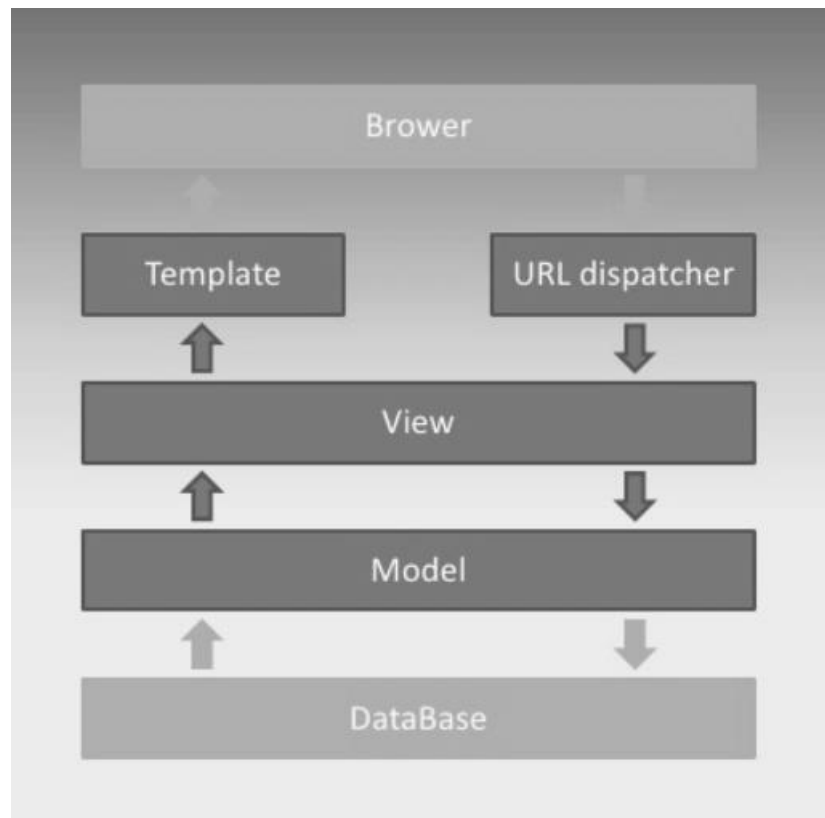 Brower
Template
URL dispatcher
View
Model
DataBase